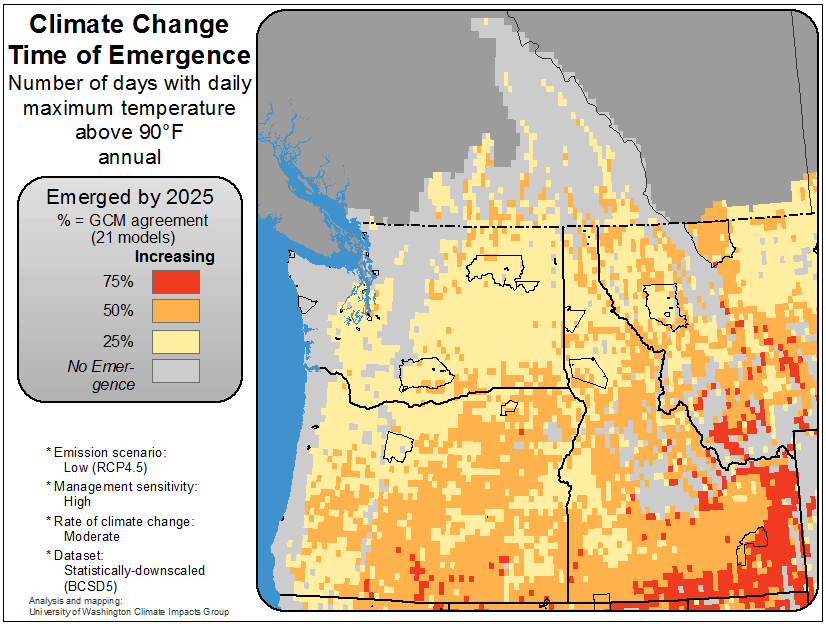 Climate Change
Time of Emergence
Number of days with daily
maximum temperature
above 90°F
annual
Emerged by 2025
% = GCM agreement
(21 models)
Increasing
75%
50%
25%
No Emer-
gence
* Emission scenario:
Low (RCP4.5)
* Management sensitivity:
High
* Rate of climate change:
Moderate
* Dataset:
Statistically-downscaled
(BCSD5)
Analysis and mapping:
University of Washington Climate Impacts Group